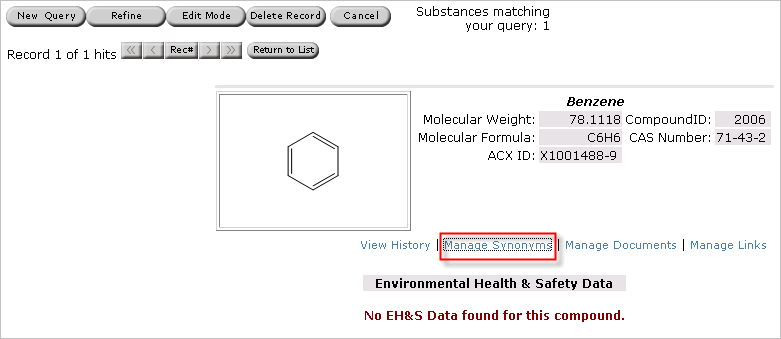 New Query Refine Edit Mode Delete Record Cancel
Substances matching
your query: 1
Record 1 of 1 hits << < Rec# > >> Return to List
Benzene
Molecular Weight: 78.1118 CompoundID: 2006
Molecular Formula: C6H6 CAS Number: 71-43-2
ACX ID: X1001488-9
View History | Manage Synonyms | Manage Documents | Manage Links
Environmental Health & Safety Data
No EH&S Data found for this compound.